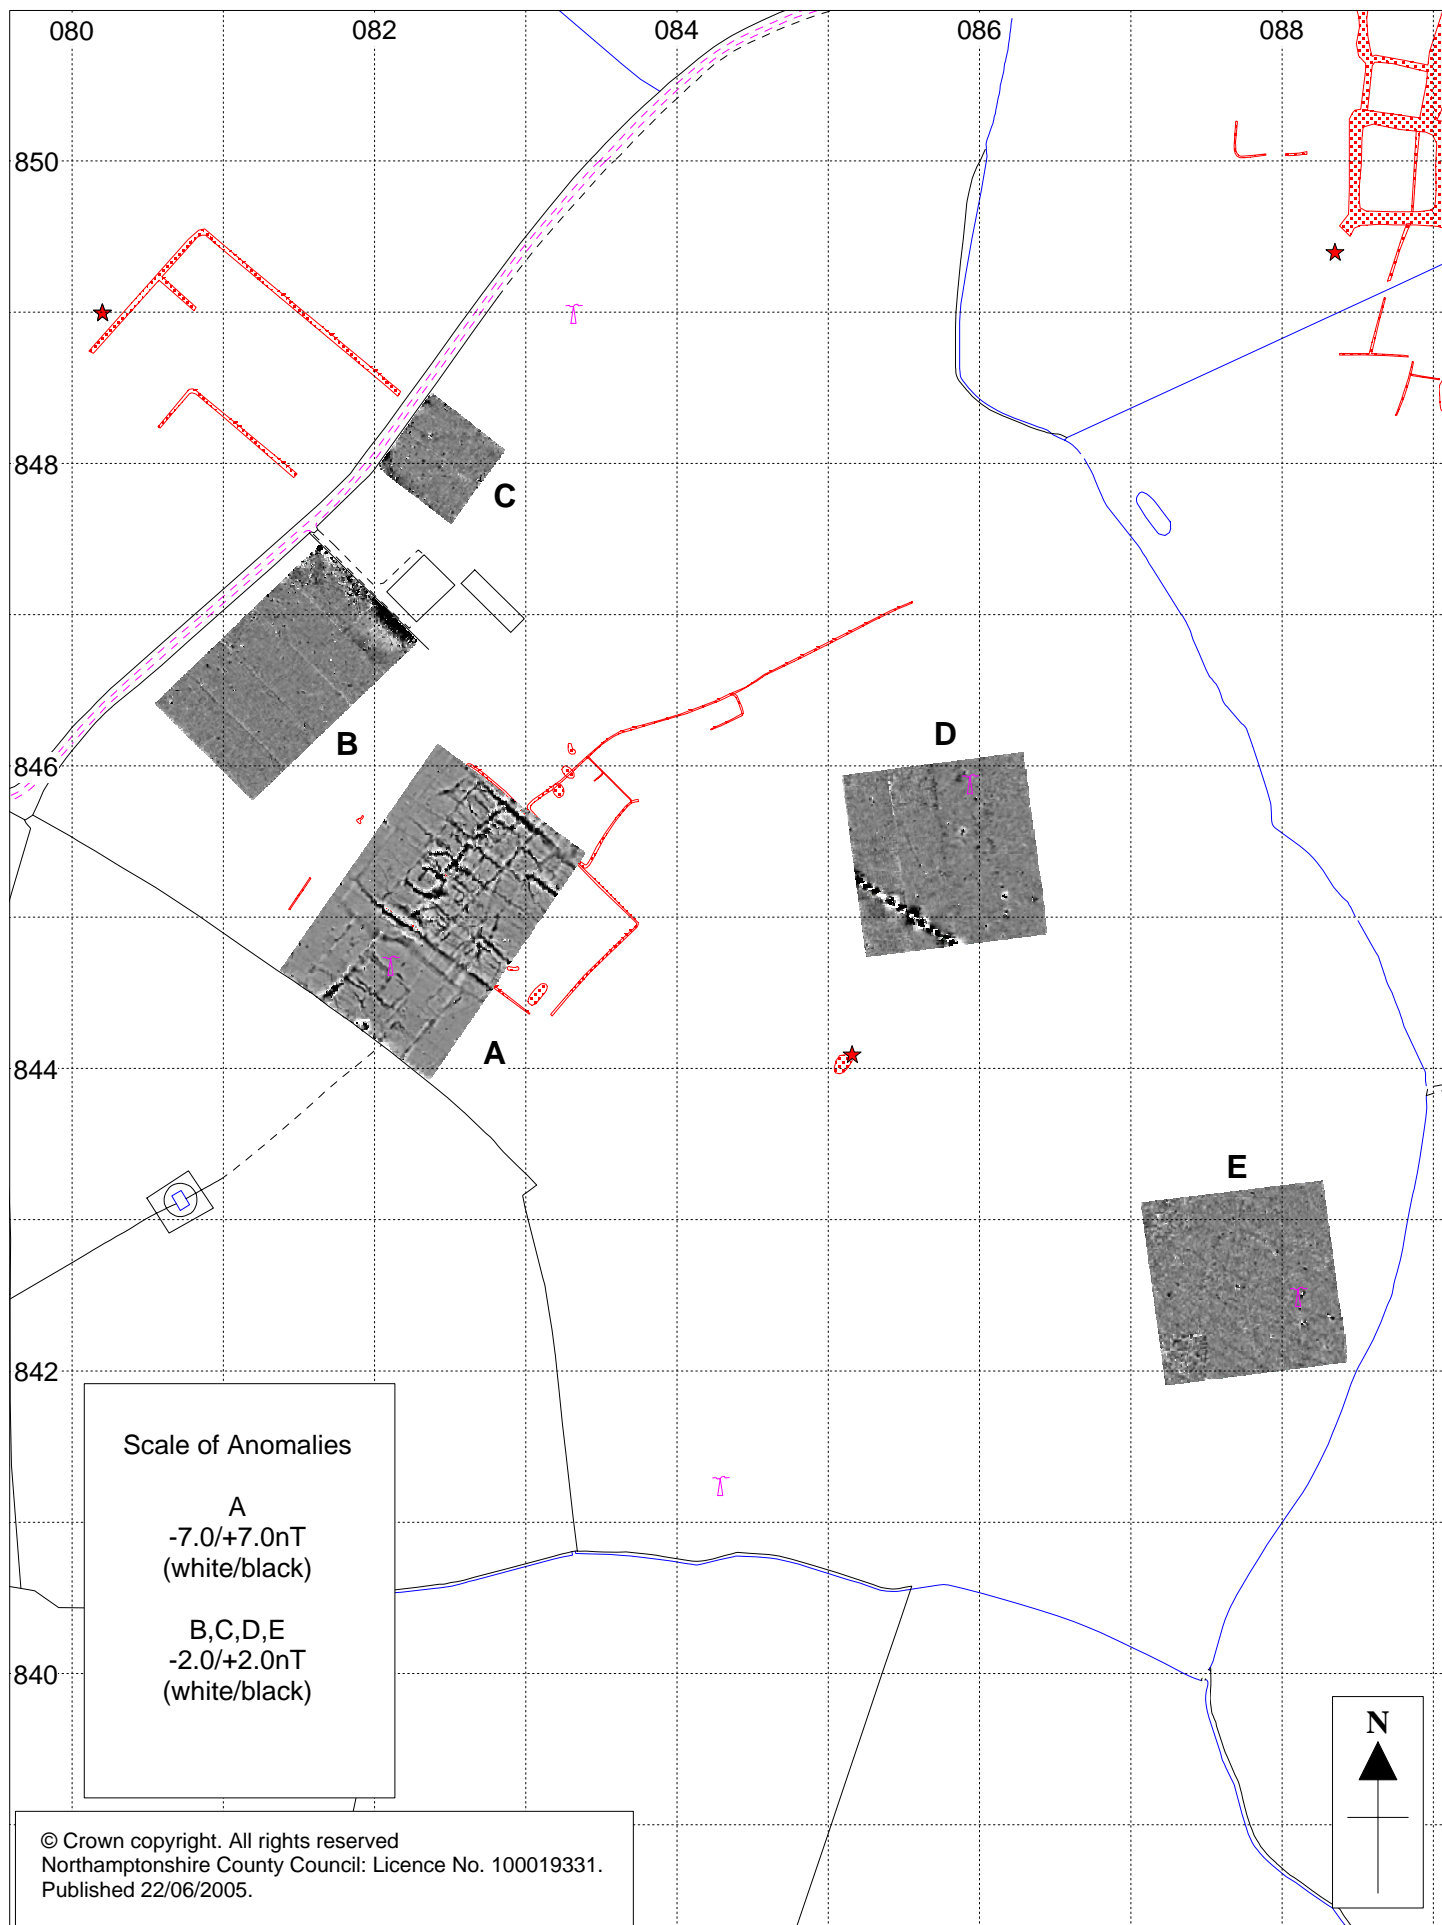 080 082 084 086 088
850
848
C
B
846
D
A
844
E
842
Scale of Anomalies
A
-7.0/+7.0nT
(white/black)
B,C,D,E
-2.0/+2.0nT
(white/black)
840
N
© Crown copyright. All rights reserved
Northamptonshire County Council: Licence No. 100019331.
Published 22/06/2005.